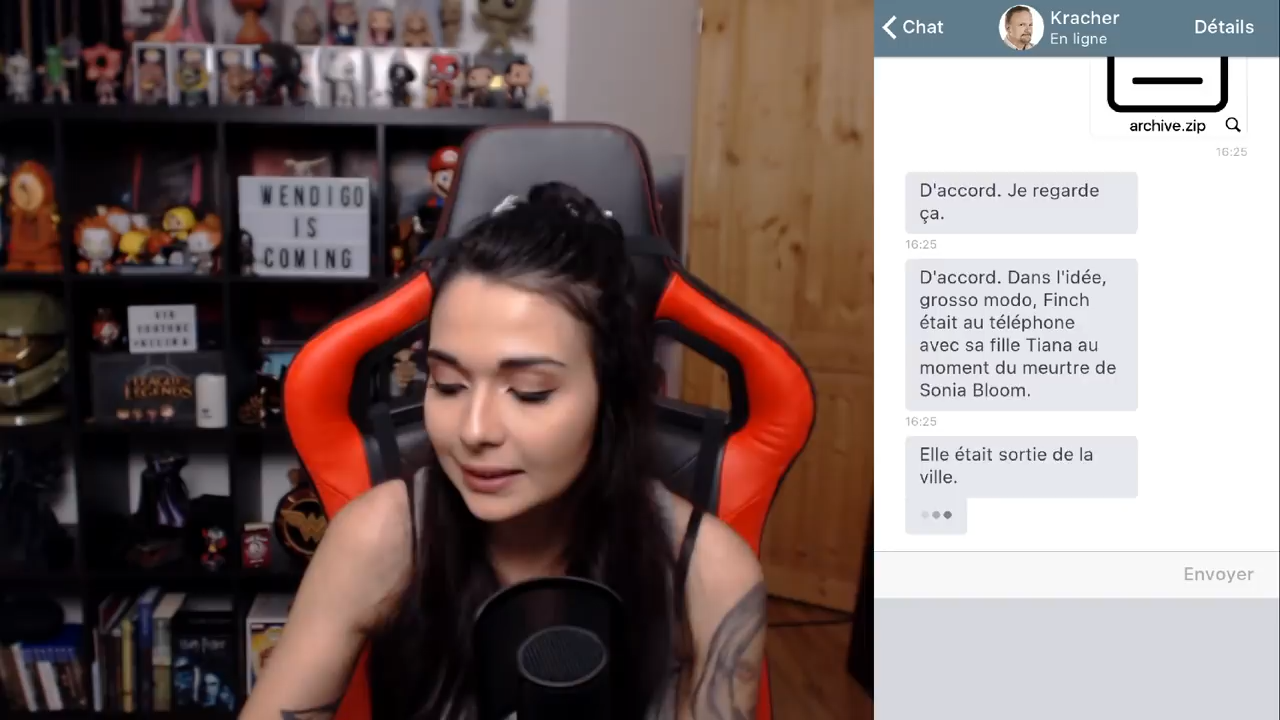 WENDIGO
IS
COMING
LEAGUE OF
LEGENDS
Chat
Kracher
En ligne
Détails
archive.zip
16:25
D'accord. Je regarde
ça.
16:25
D'accord. Dans l'idée,
grosso modo, Finch
était au téléphone
avec sa fille Tiana au
moment du meurtre de
Sonia Bloom.
16:25
Elle était sortie de la
ville.
Envoyer